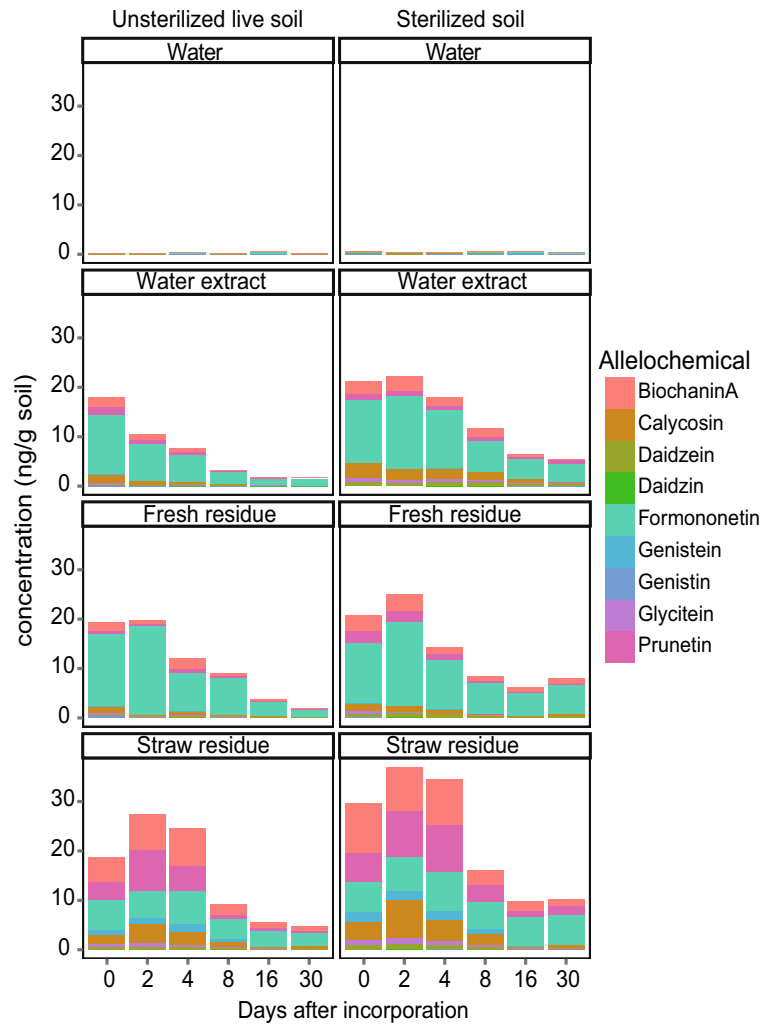 Unsterilized live soil Sterilized soil
Water Water
30
20
10
0
Water extract Water extract
30
20
10
0
Fresh residue Fresh residue
30
20
10
0
Straw residue Straw residue
30
20
10
0
0 2 4 8 16 30 0 2 4 8 16 30
Days after incorporation
concentration (ng/g soil)
Allelochemical
BiochaninA
Calycosin
Daidzein
Daidzin
Formononetin
Genistein
Genistin
Glycitein
Prunetin